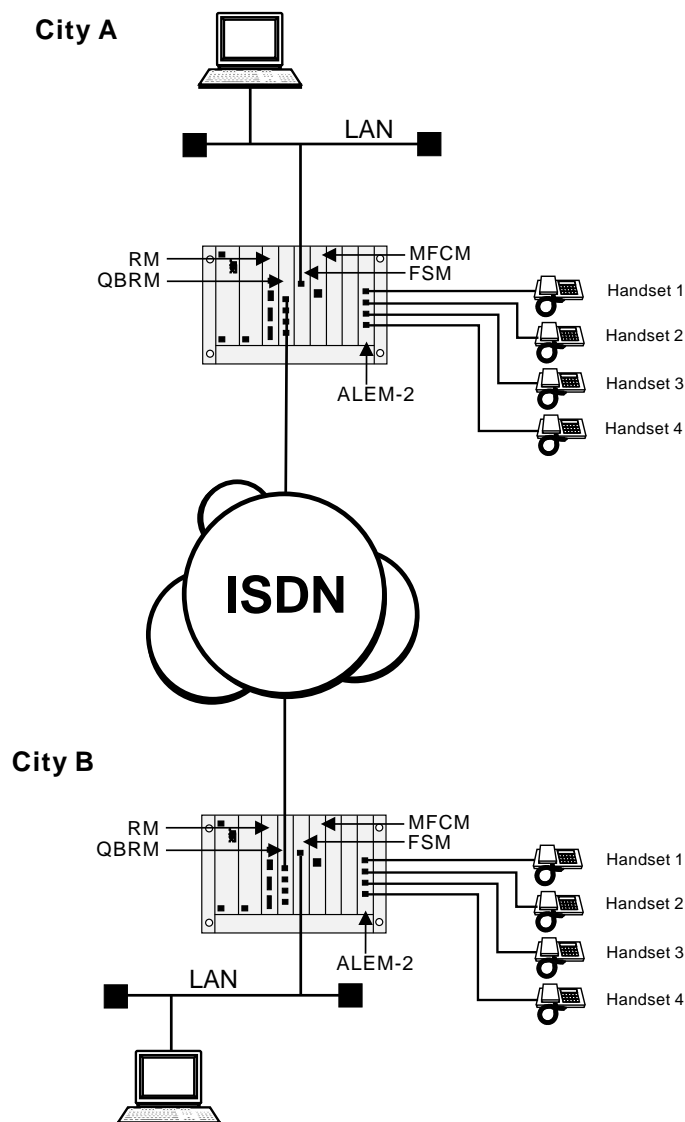 City A
LAN
RM
MFCM
QBRM
FSM
ALEM-2
Handset 1
Handset 2
Handset 3
Handset 4
ISDN
City B
RM
MFCM
QBRM
FSM
ALEM-2
Handset 1
Handset 2
Handset 3
Handset 4
LAN